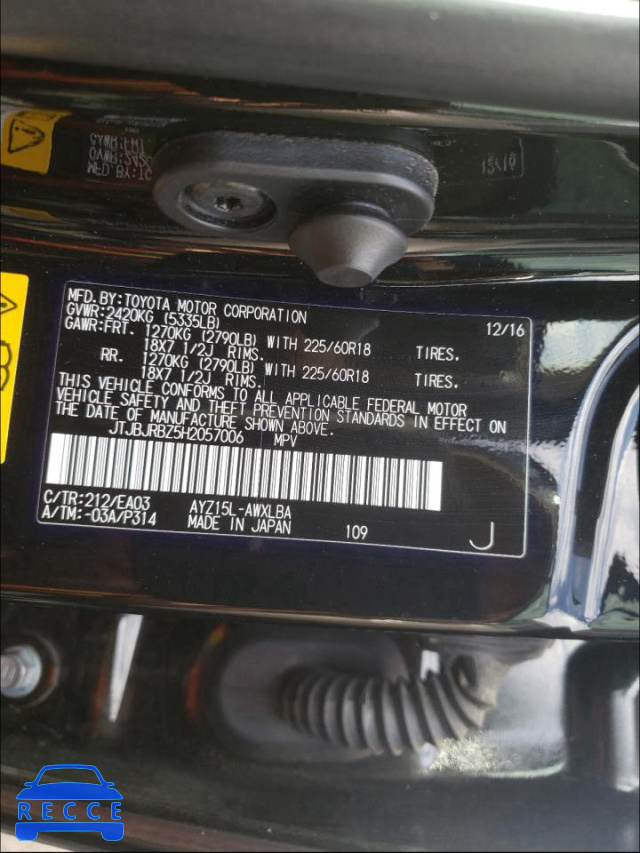 MFD.BY:TOYOTA MOTOR CORPORATION 12/16
GVWR:2420KG (5335LB)
GAWR:FRT. 1270KG (2790LB) WITH 225/60R18 TIRES.
18X7 1/2J RIMS.
RR. 1270KG (2790LB) WITH 225/60R18 TIRES.
18X7 1/2J RIMS.
THIS VEHICLE CONFORMS TO ALL APPLICABLE FEDERAL MOTOR
VEHICLE SAFETY AND THEFT PREVENTION STANDARDS IN EFFECT ON
THE DATE OF MANUFACTURE SHOWN ABOVE.
JTJBJRBZ5H2057006 MPV
C/TR:212/EA03 AYZ15L-AWXLBA
A/TM:-03A/P314 MADE IN JAPAN 109 J
RECCE